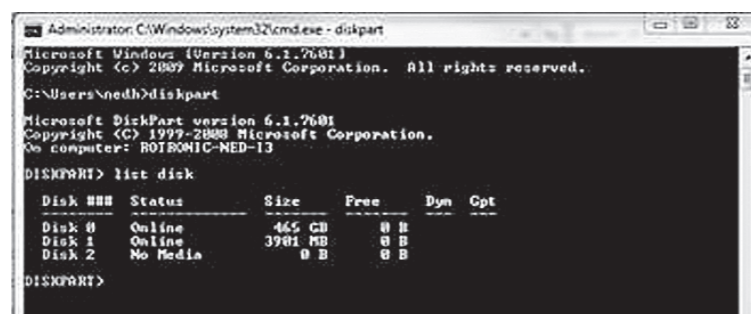 Administrator: C:\Windows\system32\cmd.exe - diskpart
Microsoft Windows [Version 6.1.7601]
Copyright (c) 2009 Microsoft Corporation. All rights reserved.
C:\Users\nedh>diskpart
Microsoft DiskPart version 6.1.7601
Copyright (C) 1999-2008 Microsoft Corporation.
On computer: ROTRONIC-NED-13
DISKPART> list disk
Disk ### Status Size Free Dyn Gpt
Disk 0 Online 465 GB 0 B
Disk 1 Online 3901 MB 0 B
Disk 2 No Media 0 B 0 B
DISKPART>